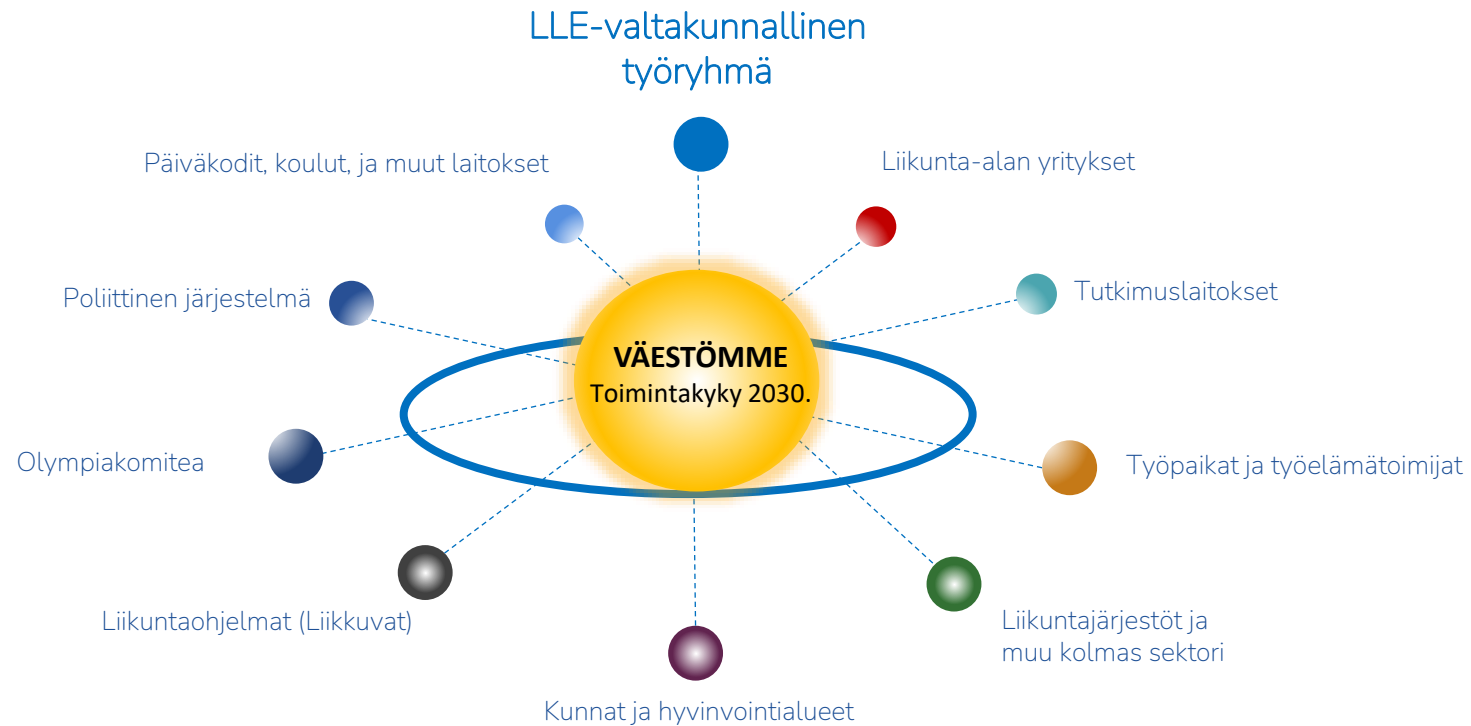 LLE-valtakunnallinen
työryhmä
Päiväkodit, koulut, ja muut laitokset
Liikunta-alan yritykset
Poliittinen järjestelmä
Tutkimuslaitokset
VÄESTÖMME
Toimintakyky 2030.
Olympiakomitea
Työpaikat ja työelämätoimijat
Liikuntaohjelmat (Liikkuvat)
Liikuntajärjestöt ja
muu kolmas sektori
Kunnat ja hyvinvointialueet